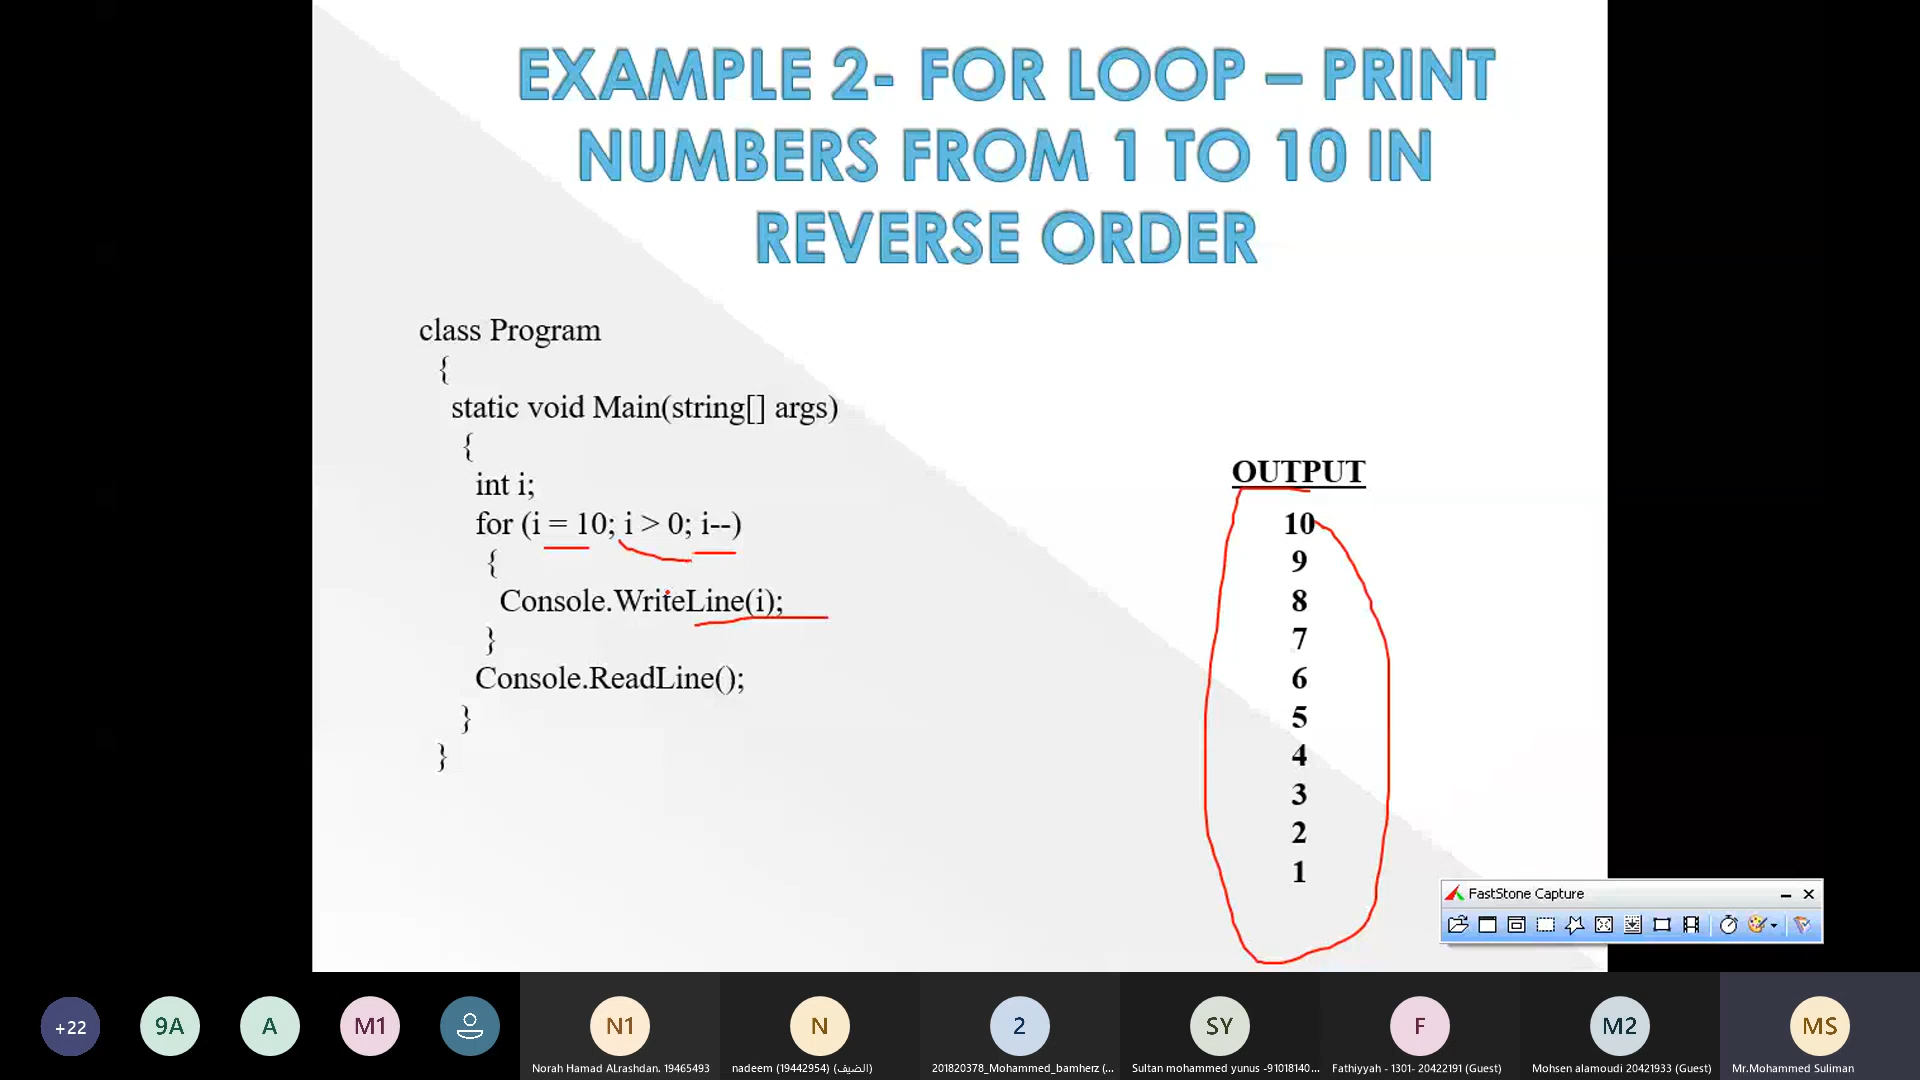 EXAMPLE 2- FOR LOOP – PRINT
NUMBERS FROM 1 TO 10 IN
REVERSE ORDER
class Program
{
static void Main(string[] args)
{
int i;
for (i = 10; i > 0; i--)
{
Console.WriteLine(i);
}
Console.ReadLine();
}
}
OUTPUT
10
9
8
7
6
5
4
3
2
1
FastStone Capture
+22
9A
A
M1
N1
N
2
SY
F
M2
MS
Norah Hamad ALrashdan. 19465493
nadeem (19442954) (الضيف)
201820378_Mohammed_bamherz (...
Sultan mohammed yunus -91018140...
Fathiyyah - 1301- 20422191 (Guest)
Mohsen alamoudi 20421933 (Guest)
Mr.Mohammed Suliman